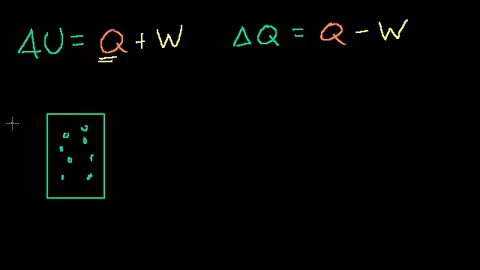 ΔU = Q + W
ΔQ = Q - W